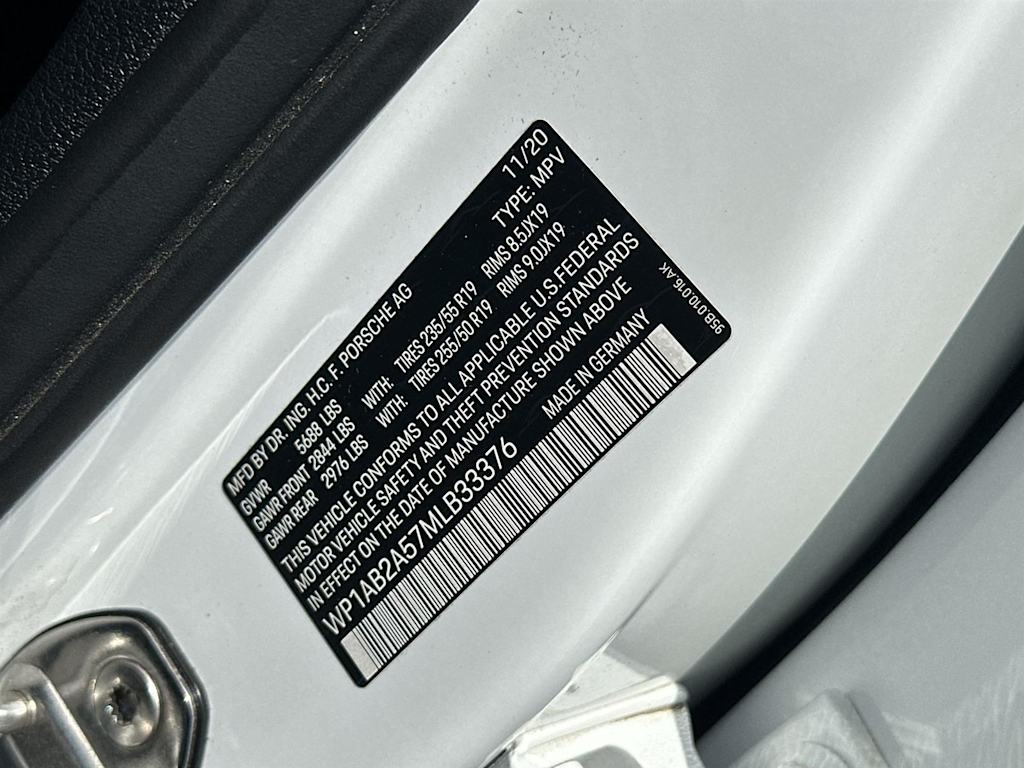 MFD BY DR. ING. H.C. F. PORSCHE AG 11/20
GVWR 5688 LBS TYPE: MPV
GAWR FRONT 2844 LBS WITH: TIRES 235/55 R19 RIMS 8.5JX19
GAWR REAR 2976 LBS WITH: TIRES 255/50 R19 RIMS 9.0JX19
THIS VEHICLE CONFORMS TO ALL APPLICABLE U.S.FEDERAL
MOTOR VEHICLE SAFETY AND THEFT PREVENTION STANDARDS
IN EFFECT ON THE DATE OF MANUFACTURE SHOWN ABOVE
WP1AB2A57MLB33376 MADE IN GERMANY
95B.010.016.AK